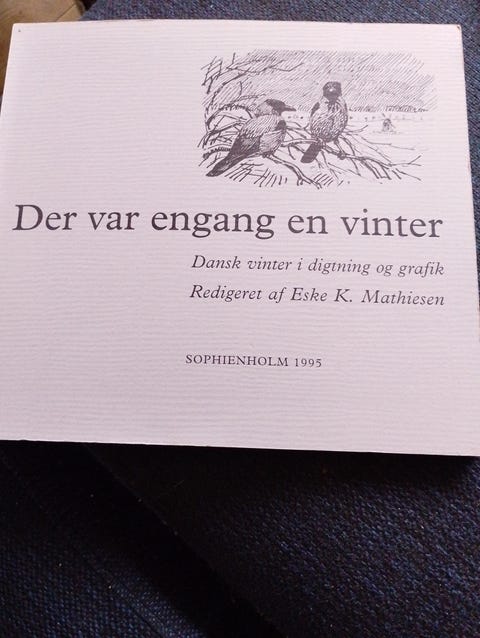 Der var engang en vinter
Dansk vinter i digtning og grafik
Redigeret af Eske K. Mathiesen
SOPHIENHOLM 1995